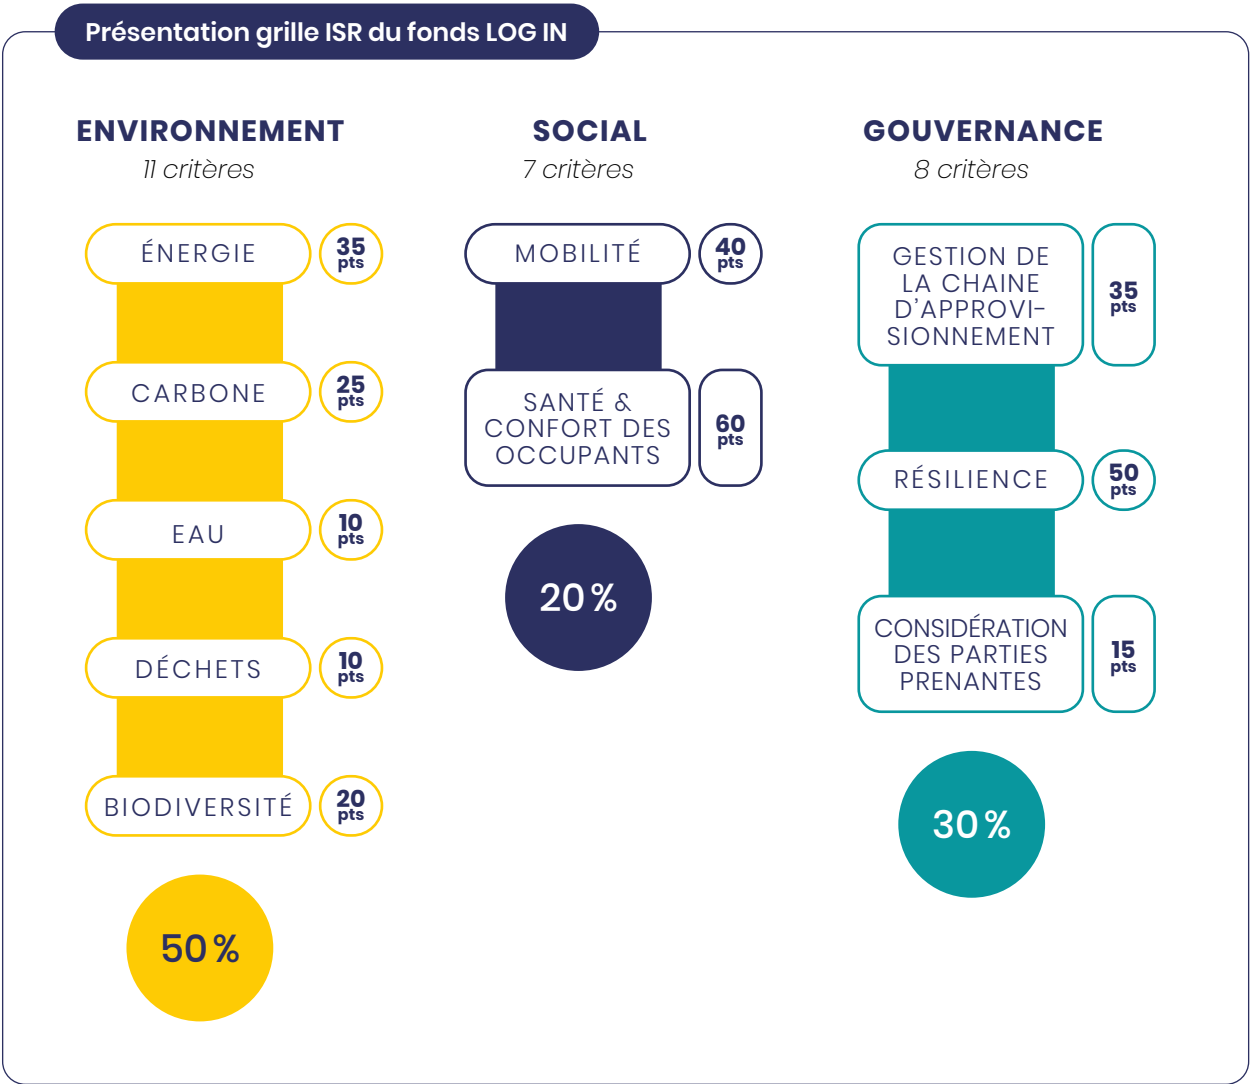 Présentation grille ISR du fonds LOG IN
ENVIRONNEMENT
11 critères
ÉNERGIE
35
pts
CARBONE
25
pts
EAU
10
pts
DÉCHETS
10
pts
BIODIVERSITÉ
20
pts
50 %
SOCIAL
7 critères
MOBILITÉ
40
pts
SANTÉ &
CONFORT DES
OCCUPANTS
60
pts
20 %
GOUVERNANCE
8 critères
GESTION DE
LA CHAINE
D'APPROVI-
SIONNEMENT
35
pts
RÉSILIENCE
50
pts
CONSIDÉRATION
DES PARTIES
PRENANTES
15
pts
30 %